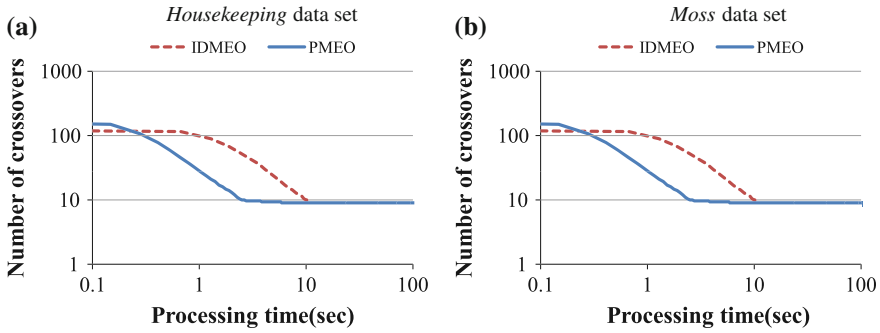 (a)
Housekeeping data set
IDMEO
PMEO
Number of crossovers
1000
100
10
1
0.1
1
10
100
Processing time(sec)
(b)
Moss data set
IDMEO
PMEO
Number of crossovers
1000
100
10
1
0.1
1
10
100
Processing time(sec)